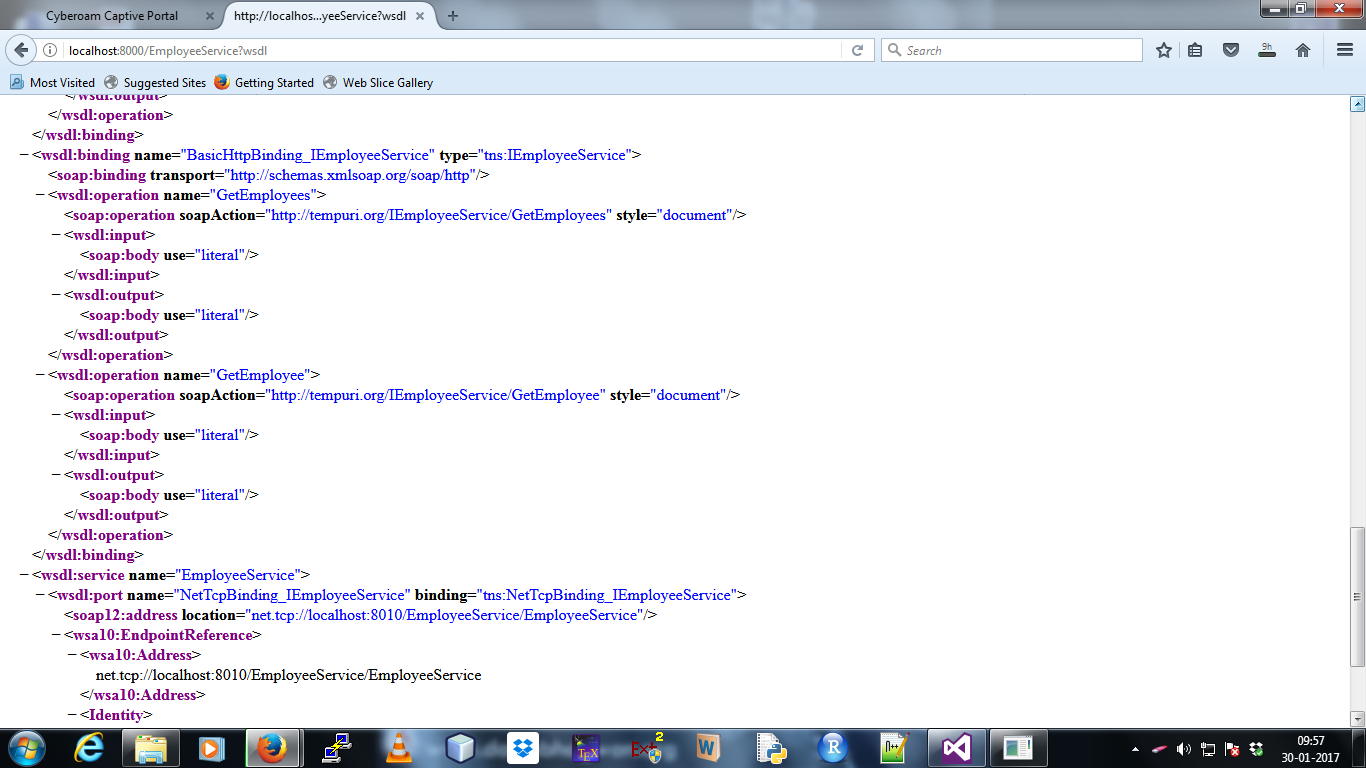 Cyberoam Captive Portal
http://localhos...yeeService?wsdl
localhost:8000/EmployeeService?wsdl
Search
9h
Most Visited
Suggested Sites
Getting Started
Web Slice Gallery
</wsdl:output>
</wsdl:operation>
</wsdl:binding>
−<wsdl:binding name="BasicHttpBinding_IEmployeeService" type="tns:IEmployeeService">
<soap:binding transport="http://schemas.xmlsoap.org/soap/http"/>
−<wsdl:operation name="GetEmployees">
<soap:operation soapAction="http://tempuri.org/IEmployeeService/GetEmployees" style="document"/>
−<wsdl:input>
<soap:body use="literal"/>
</wsdl:input>
−<wsdl:output>
<soap:body use="literal"/>
</wsdl:output>
</wsdl:operation>
−<wsdl:operation name="GetEmployee">
<soap:operation soapAction="http://tempuri.org/IEmployeeService/GetEmployee" style="document"/>
−<wsdl:input>
<soap:body use="literal"/>
</wsdl:input>
−<wsdl:output>
<soap:body use="literal"/>
</wsdl:output>
</wsdl:operation>
</wsdl:binding>
−<wsdl:service name="EmployeeService">
−<wsdl:port name="NetTcpBinding_IEmployeeService" binding="tns:NetTcpBinding_IEmployeeService">
<soap12:address location="net.tcp://localhost:8010/EmployeeService/EmployeeService"/>
−<wsa10:EndpointReference>
−<wsa10:Address>
net.tcp://localhost:8010/EmployeeService/EmployeeService
</wsa10:Address>
−<Identity>
TEX
Ext2
W
R
09:57
30-01-2017